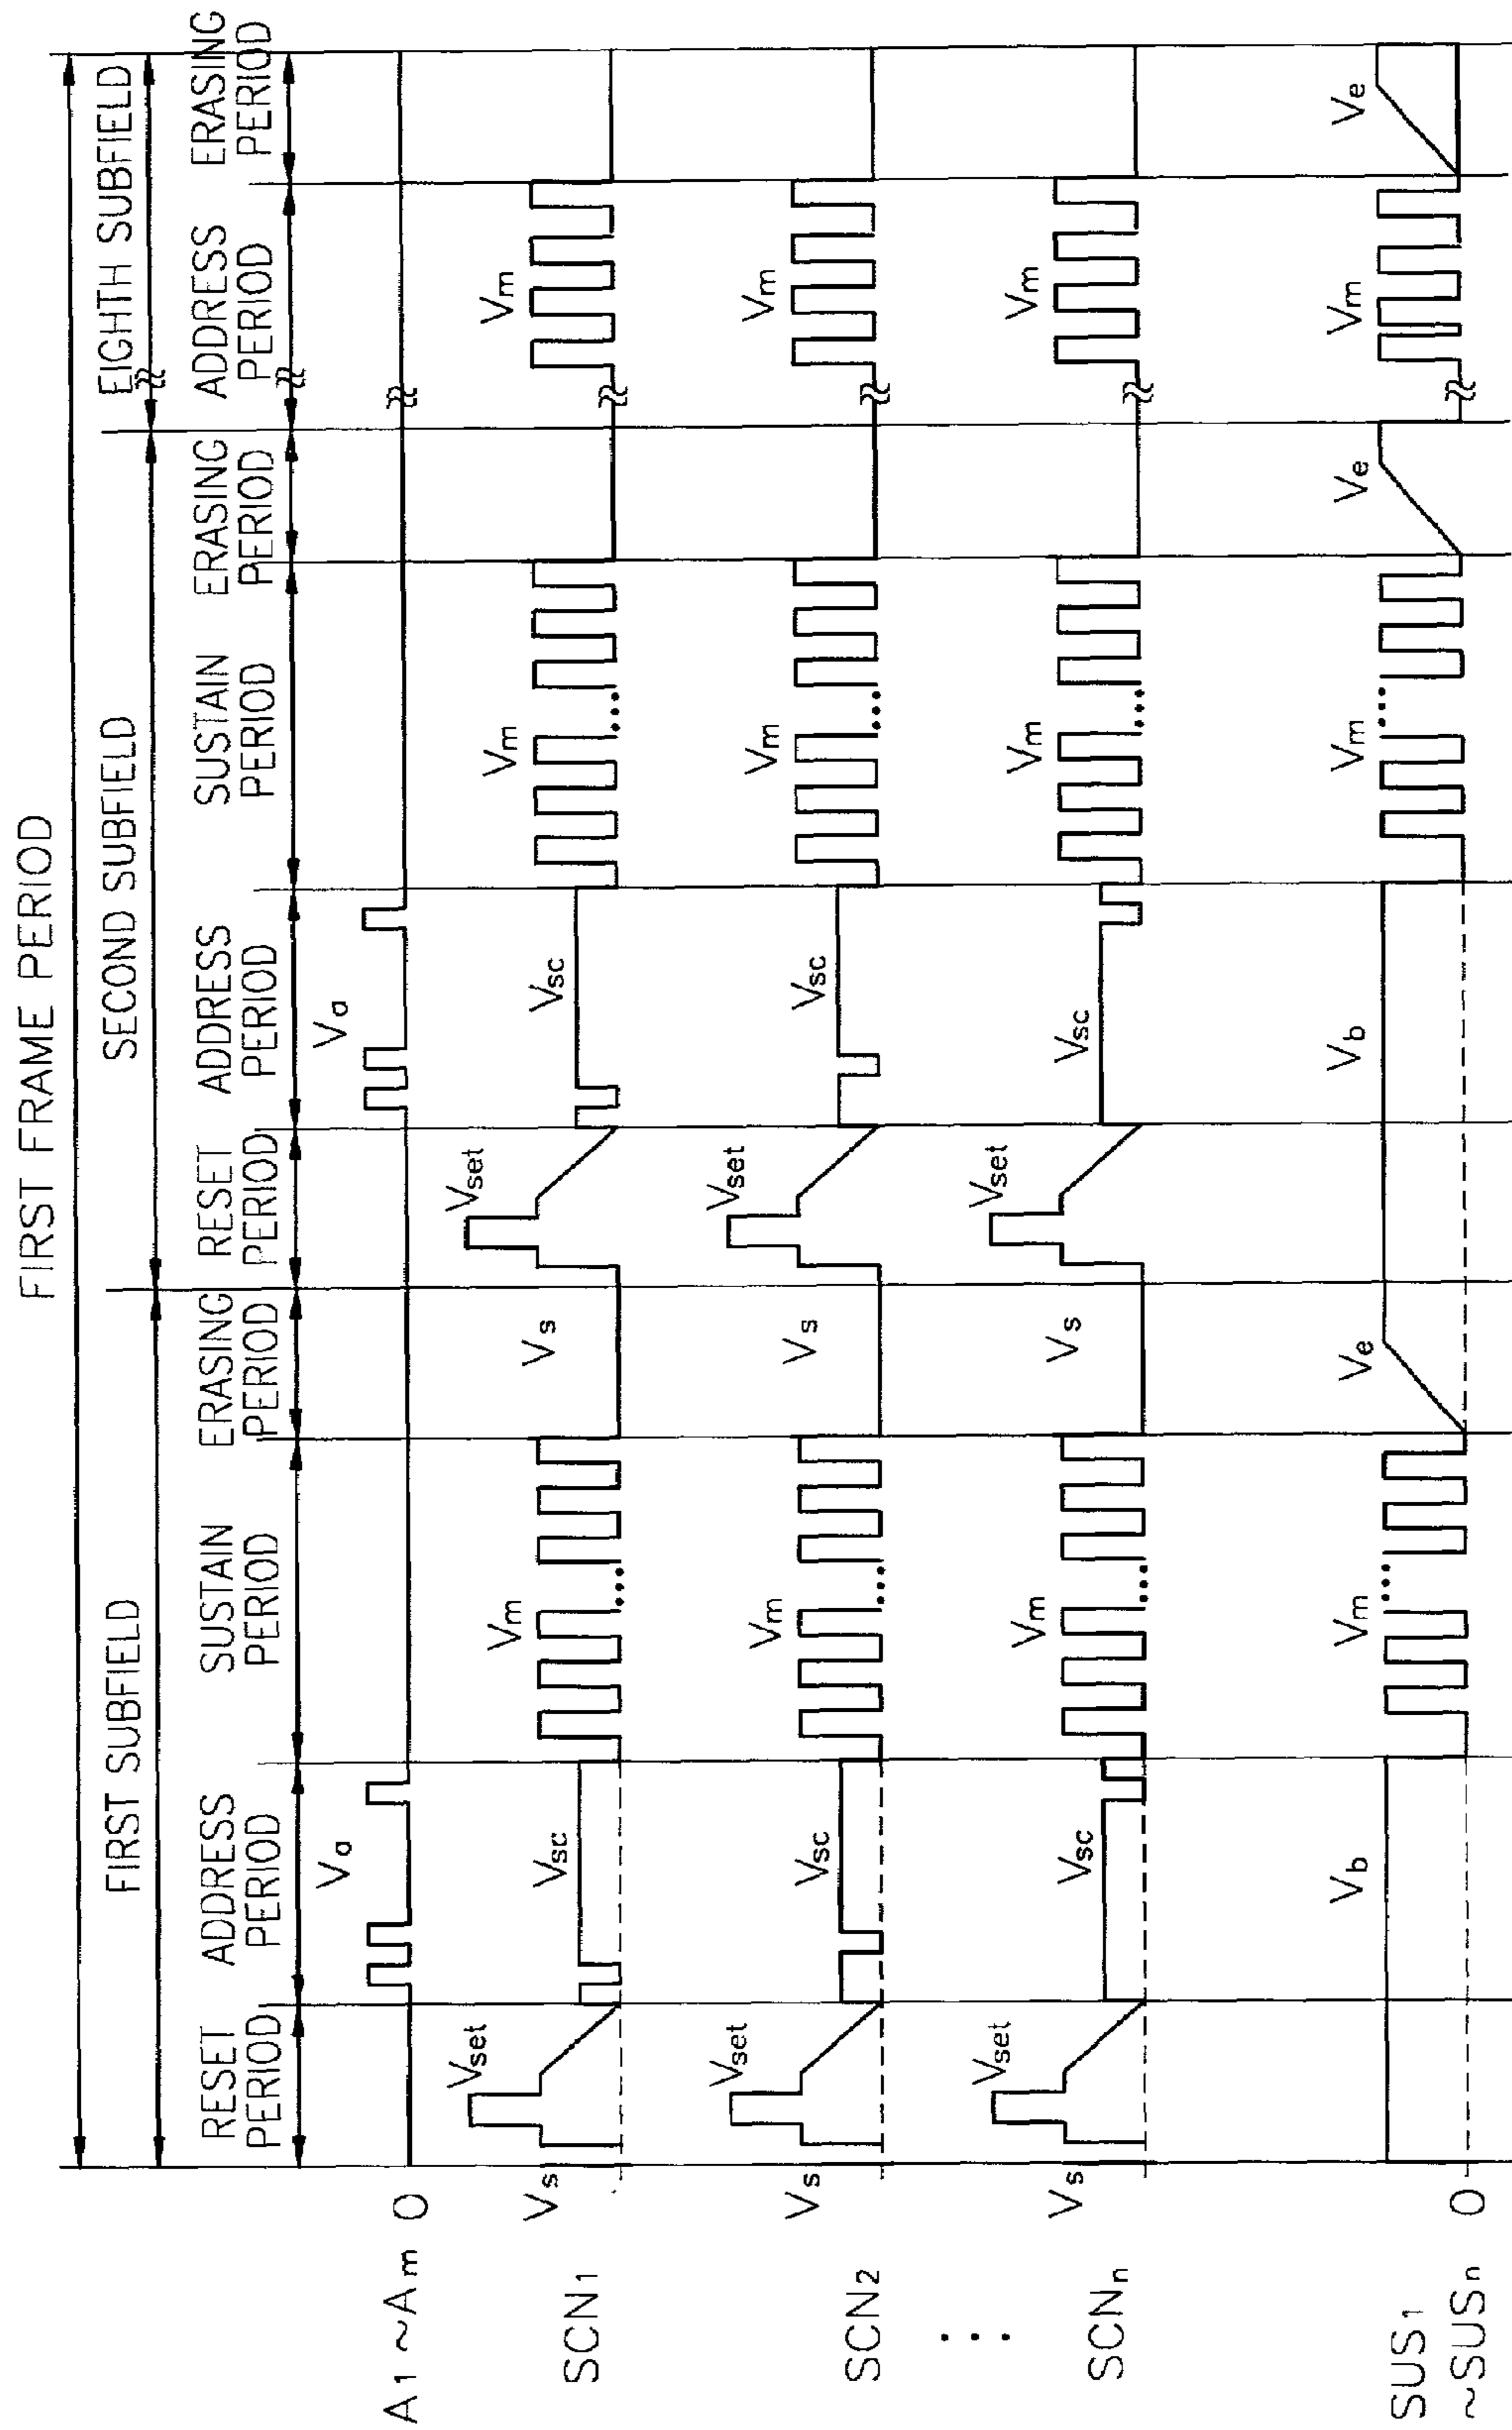 FIRST FRAME PERIOD
FIRST SUBFIELD
SECOND SUBFIELD
EIGHTH SUBFIELD
RESET
PERIOD
ADDRESS
PERIOD
SUSTAIN
PERIOD
ERASING
PERIOD
RESET
PERIOD
ADDRESS
PERIOD
SUSTAIN
PERIOD
ERASING
PERIOD
ADDRESS
PERIOD
ERASING
PERIOD
A1 ~Am 0
Va
Va
SCN1
Vs
Vset
Vsc
Vm
Vs
Vset
Vsc
Vm
Vm
SCN2
Vs
Vset
Vsc
Vm
Vs
Vset
Vsc
Vm
Vm
⋮
SCNn
Vs
Vset
Vsc
Vm
Vs
Vset
Vsc
Vm
Vm
SUS1
~SUSn 0
Vb
Vm
Ve
Vb
Vm
Ve
Vm
Ve